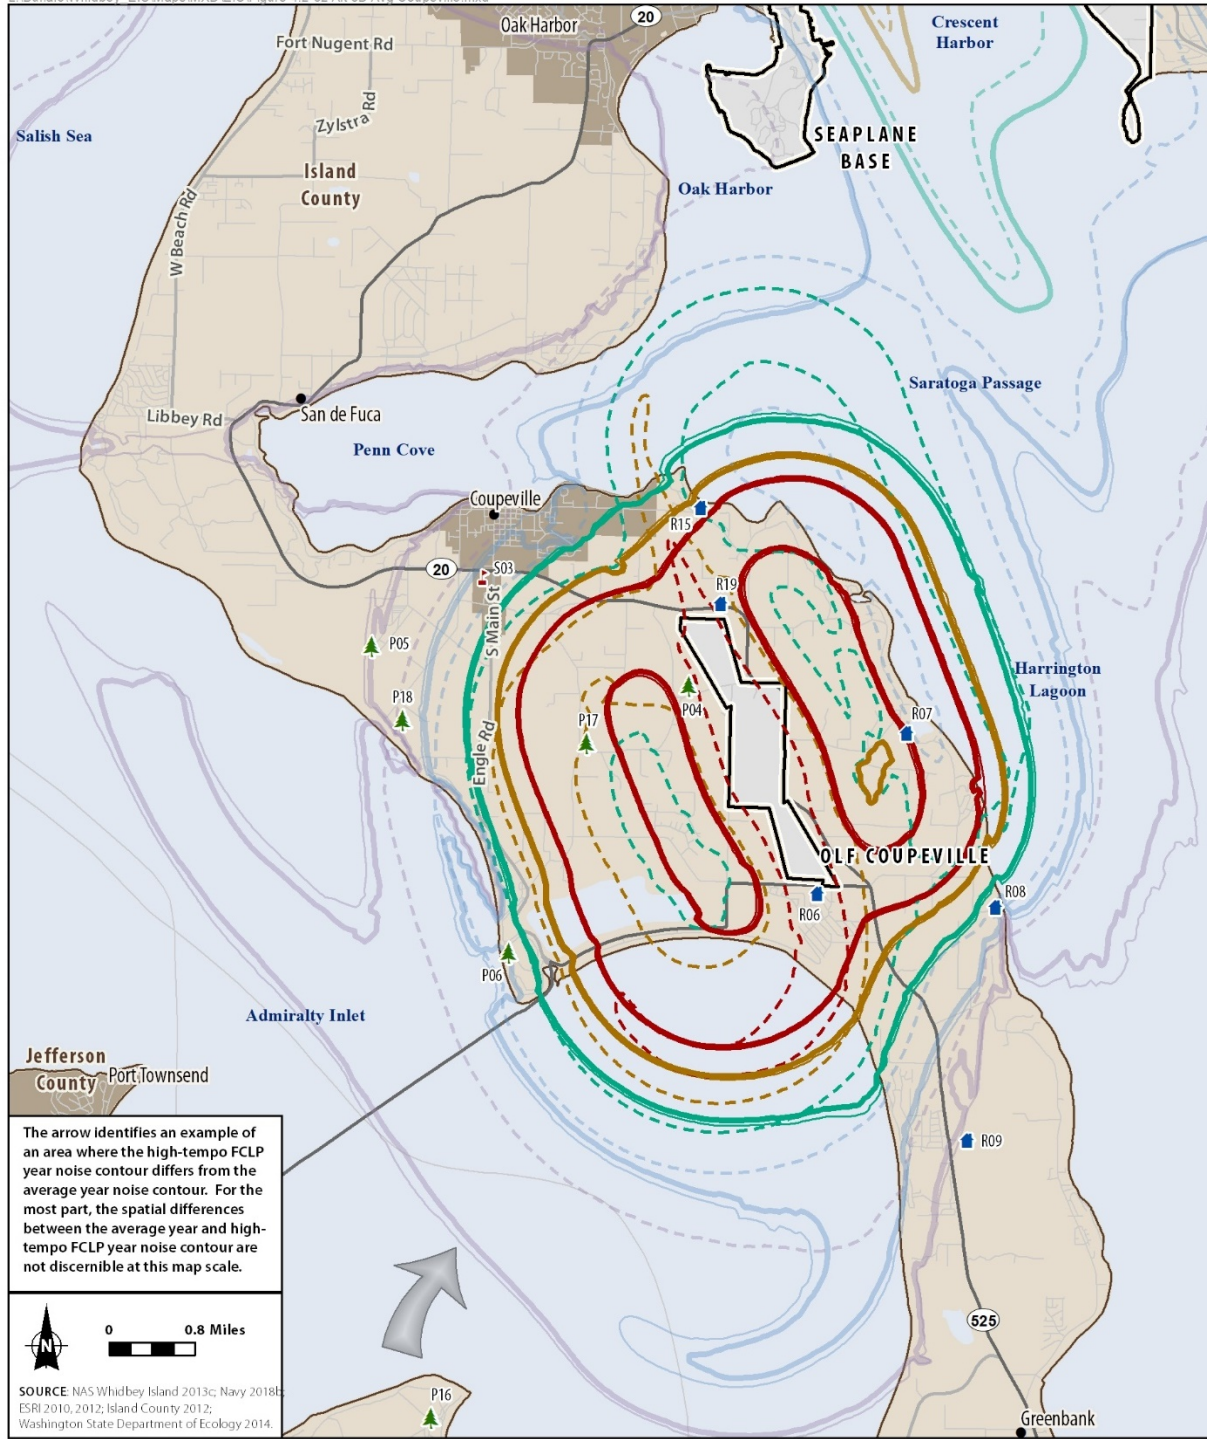 Oak Harbor
20
Crescent
Harbor
Fort Nugent Rd
Zylstra Rd
Salish Sea
SEAPLANE
BASE
Island
County
Oak Harbor
W Beach Rd
Saratoga Passage
San de Fuca
Libbey Rd
Penn Cove
Coupeville
R15
20
S03
R19
S Main St
P05
Harrington
Lagoon
P18
P04
P17
R07
Engle Rd
OLF COUPEVILLE
R06
R08
P06
Admiralty Inlet
Jefferson
County
Port Townsend
R09
The arrow identifies an example of
an area where the high-tempo FCLP
year noise contour differs from the
average year noise contour. For the
most part, the spatial differences
between the average year and high-
tempo FCLP year noise contour are
not discernible at this map scale.
525
N
0 0.8 Miles
SOURCE: NAS Whidbey Island 2013c; Navy 2018b;
ESRI 2010, 2012; Island County 2012;
Washington State Department of Ecology 2014.
P16
Greenbank